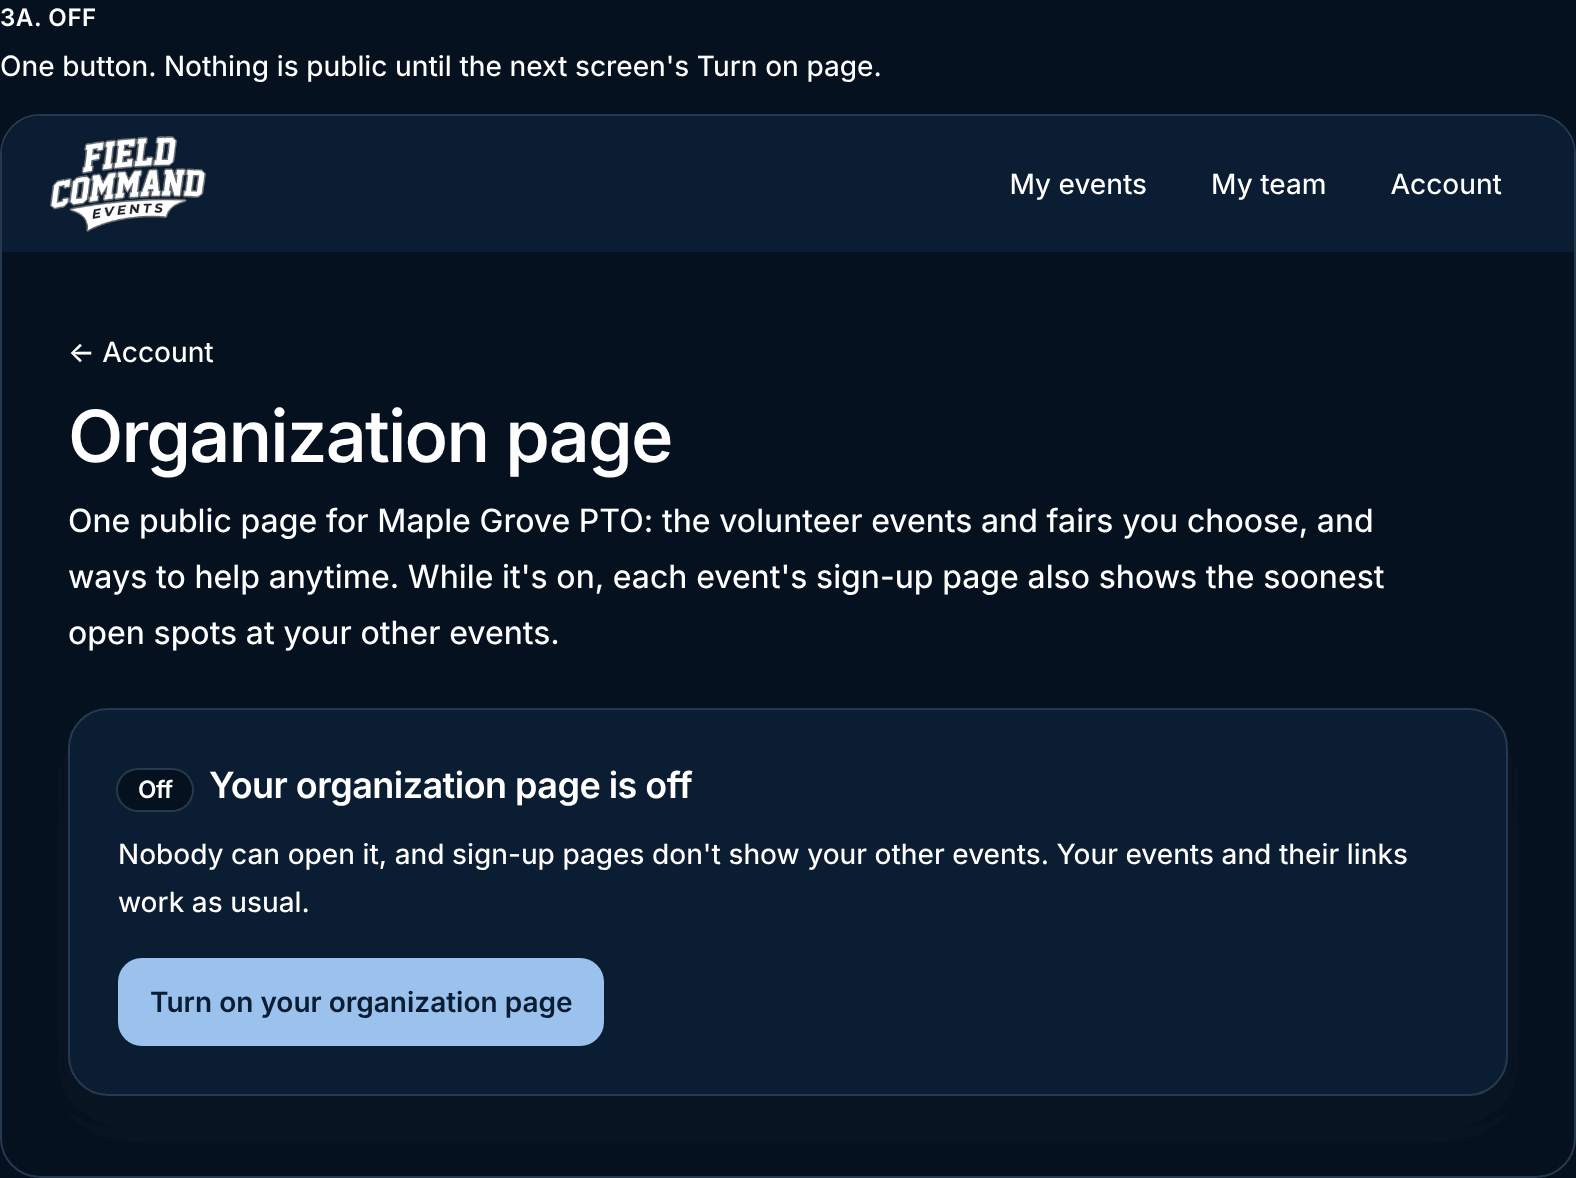 3A. OFF
One button. Nothing is public until the next screen's Turn on page.
FIELD
COMMAND
EVENTS
My events
My team
Account
← Account
Organization page
One public page for Maple Grove PTO: the volunteer events and fairs you choose, and
ways to help anytime. While it's on, each event's sign-up page also shows the soonest
open spots at your other events.
Off
Your organization page is off
Nobody can open it, and sign-up pages don't show your other events. Your events and their links
work as usual.
Turn on your organization page